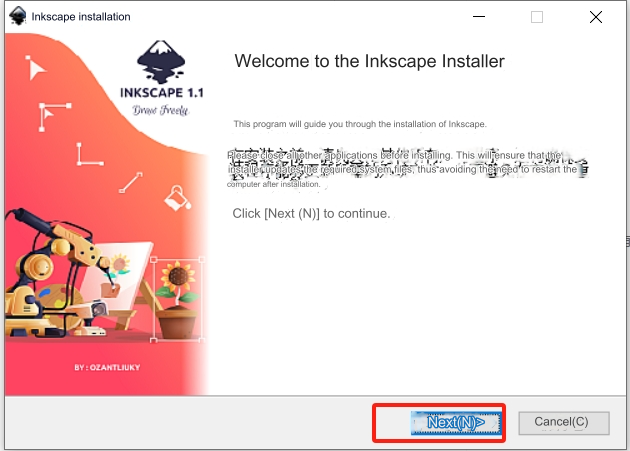 Inkscape installation
INKSCAPE 1.1
Draw Freely.
Welcome to the Inkscape Installer
This program will guide you through the installation of Inkscape.
Please close all other applications before installing. This will ensure that the
installer updates the required system files, thus avoiding the need to restart the
computer after installation.
Click [Next (N)] to continue.
BY : OZANTLIUKY
Next(N)>
Cancel(C)